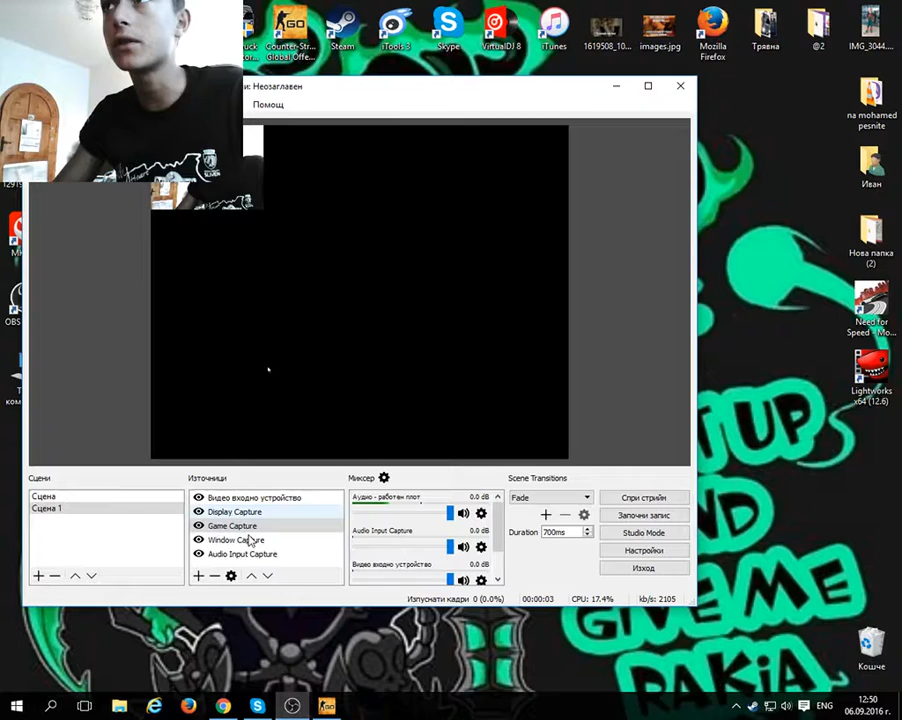 Counter-Str...
Global Offe...
Steam
iTools 3
Skype
VirtualDJ 8
iTunes
1619508_10...
images.jpg
Mozilla
Firefox
Трявна
@2
IMG_3044....
и: Неозаглавен
Помощ
na mohamed
pesnite
Иван
Нова папка
(2)
OBS
Need for
Speed - Mo...
Lightworks
x64 (12.6)
SLIVEN
Сцени
Източници
Миксер
Scene Transitions
Сцена
Сцена 1
Видео входно устройство
Display Capture
Game Capture
Window Capture
Audio Input Capture
Аудио - работен плот
0.0 dB
Audio Input Capture
0.0 dB
Видео входно устройство
0.0 dB
Fade
Duration
700ms
Спри стрийм
Започни запис
Studio Mode
Настройки
Изход
Изпуснати кадри 0 (0.0%)
00:00:03
CPU: 17.4%
kb/s: 2105
TUP
ND
GIVE ME
RAKiA
Кошче
ENG
12:50
06.09.2016 г.